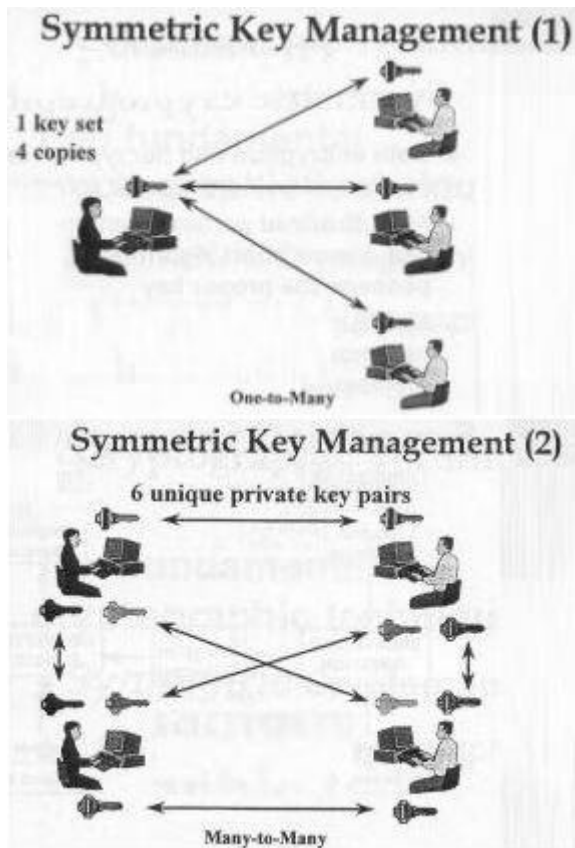 Symmetric Key Management (1)
1 key set
4 copies
One-to-Many
Symmetric Key Management (2)
6 unique private key pairs
Many-to-Many